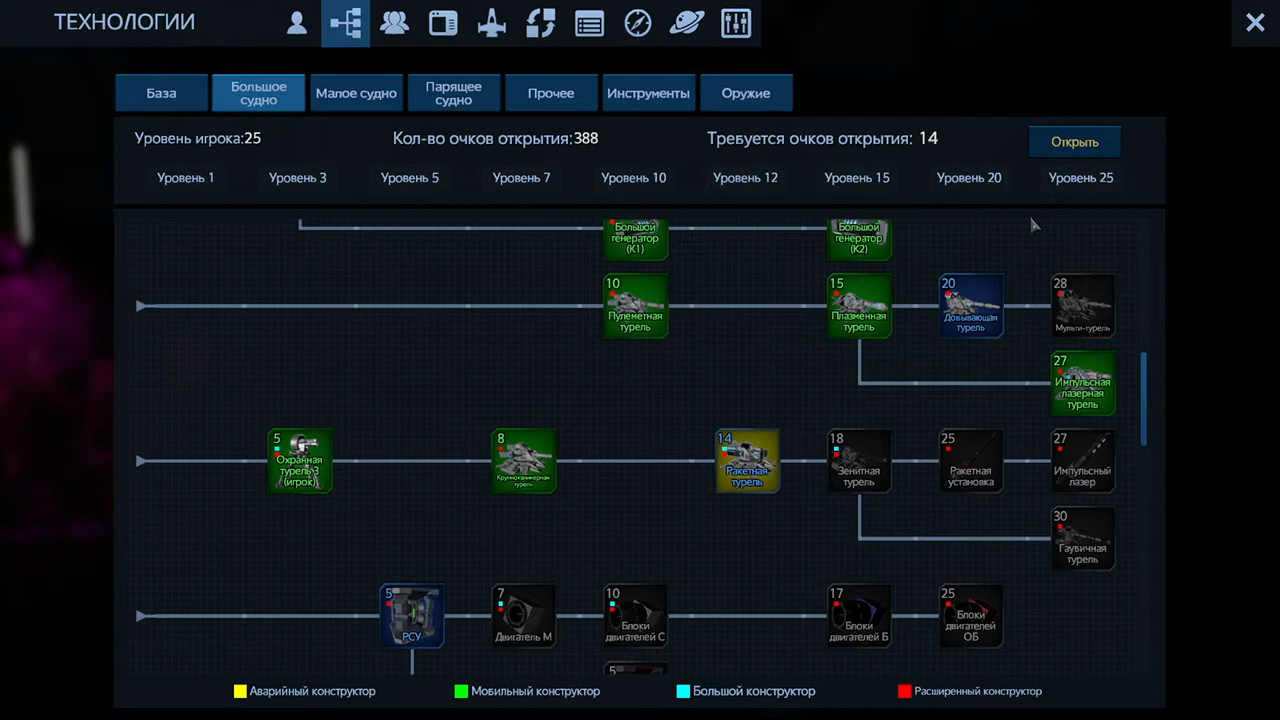 ТЕХНОЛОГИИ
База
Большое
судно
Малое судно
Парящее
судно
Прочее
Инструменты
Оружие
Уровень игрока:25
Кол-во очков открытия:388
Требуется очков открытия: 14
Открыть
Уровень 1
Уровень 3
Уровень 5
Уровень 7
Уровень 10
Уровень 12
Уровень 15
Уровень 20
Уровень 25
Большой
генератор
(К1)
Большой
генератор
(К2)
10
Пулеметная
турель
15
Плазменная
турель
20
Добывающая
турель
28
Мульти-турель
27
Импульсная
лазерная
турель
5
Охранная
турель 3
(игрок)
8
Крупнокалиберная
турель
14
Ракетная
турель
18
Зенитная
турель
25
Ракетная
установка
27
Импульсный
лазер
30
Гаубичная
турель
5
РСУ
7
Двигатель М
10
Блоки
двигателей С
17
Блоки
двигателей Б
25
Блоки
двигателей
ОБ
5
Аварийный конструктор
Мобильный конструктор
Большой конструктор
Расширенный конструктор